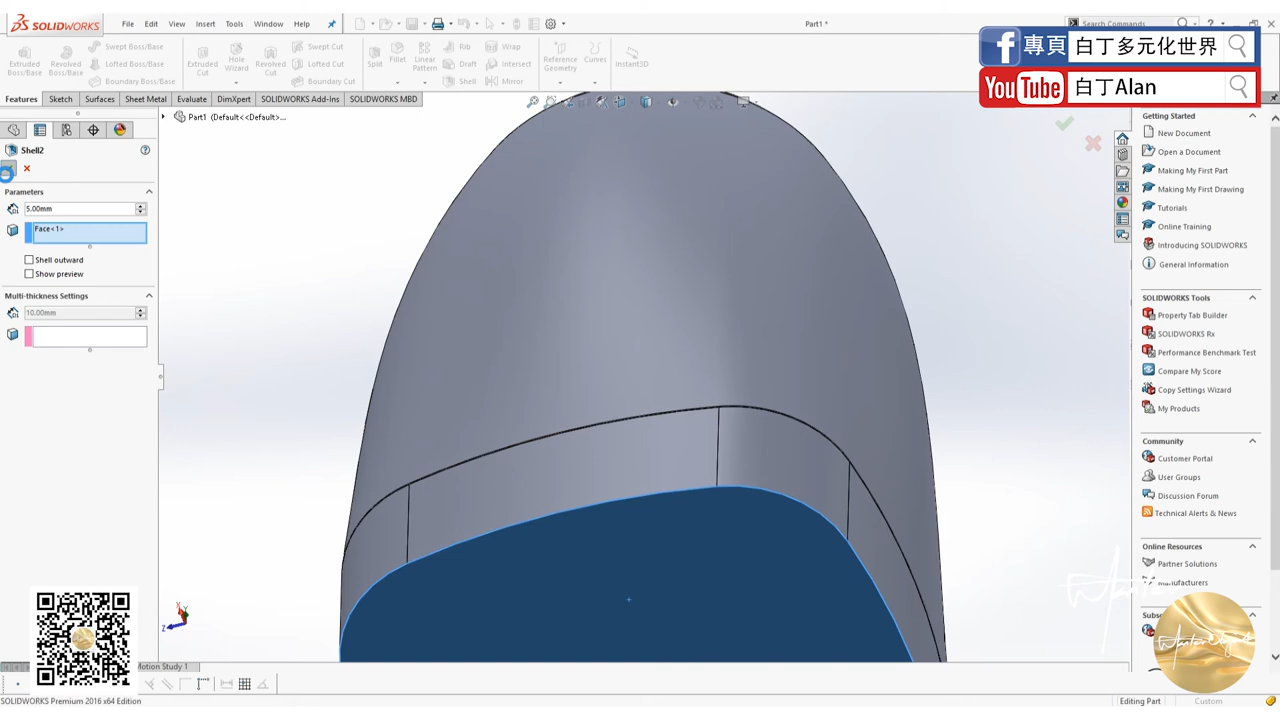 SOLIDWORKS
File Edit View Insert Tools Window Help
Part1 *
Search Commands
專頁 白丁多元化世界
YouTube 白丁Alan
Extruded Boss/Base
Revolved Boss/Base
Swept Boss/Base
Lofted Boss/Base
Boundary Boss/Base
Extruded Cut
Hole Wizard
Revolved Cut
Swept Cut
Lofted Cut
Boundary Cut
Split
Fillet
Linear Pattern
Rib
Draft
Shell
Wrap
Intersect
Mirror
Reference Geometry
Curves
Instant3D
Features Sketch Surfaces Sheet Metal Evaluate DimXpert SOLIDWORKS Add-Ins SOLIDWORKS MBD
Part1 (Default<<Default>...
Shell2
Parameters
5.00mm
Face<1>
Shell outward
Show preview
Multi-thickness Settings
10.00mm
Getting Started
New Document
Open a Document
Making My First Part
Making My First Drawing
Tutorials
Online Training
Introducing SOLIDWORKS
General Information
SOLIDWORKS Tools
Property Tab Builder
SOLIDWORKS Rx
Performance Benchmark Test
Compare My Score
Copy Settings Wizard
My Products
Community
Customer Portal
User Groups
Discussion Forum
Technical Alerts & News
Online Resources
Partner Solutions
Manufacturers
X
Y
Z
Motion Study 1
SOLIDWORKS Premium 2016 x64 Edition
Editing Part
Custom